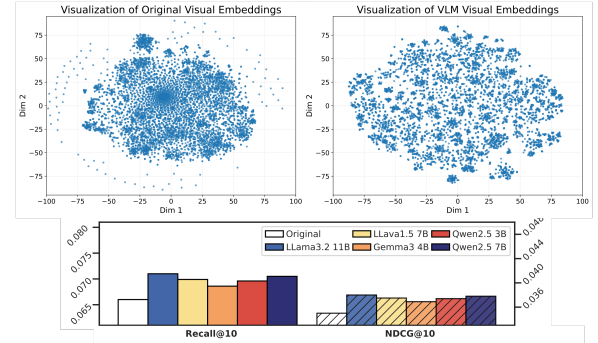 Visualization of Original Visual Embeddings
75
50
25
0
−25
−50
−75
Dim 2
−100
−75
−50
−25
0
25
50
75
100
Dim 1
Visualization of VLM Visual Embeddings
75
50
25
0
−25
−50
−75
Dim 2
−100
−75
−50
−25
0
25
50
75
100
Dim 1
0.080
0.075
0.070
0.065
Original
LLama3.2 11B
LLava1.5 7B
Gemma3 4B
Qwen2.5 3B
Qwen2.5 7B
0.048
0.044
0.040
0.036
Recall@10
NDCG@10